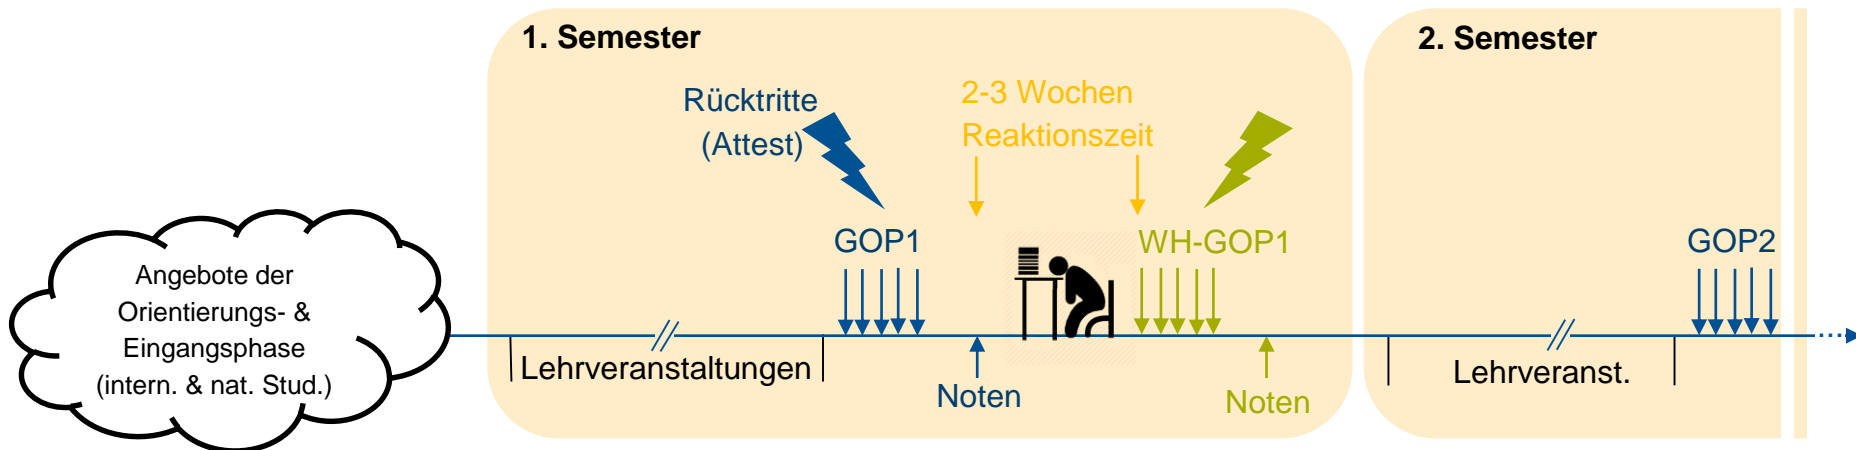 1. Semester
2. Semester
Rücktritte
(Attest)
2-3 Wochen
Reaktionszeit
GOP1
WH-GOP1
GOP2
Angebote der
Orientierungs- &
Eingangsphase
(intern. & nat. Stud.)
Lehrveranstaltungen
Noten
Noten
Lehrveranst.